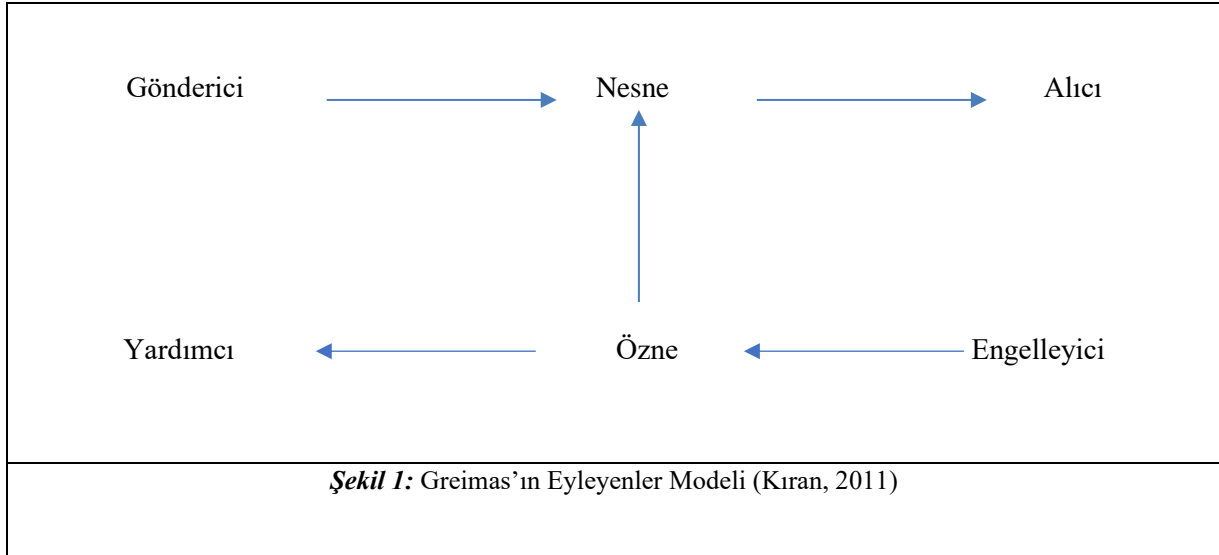 Gönderici Nesne Alıcı
Yardımcı Özne Engelleyici
Şekil 1: Greimas’ın Eyleyenler Modeli (Kıran, 2011)